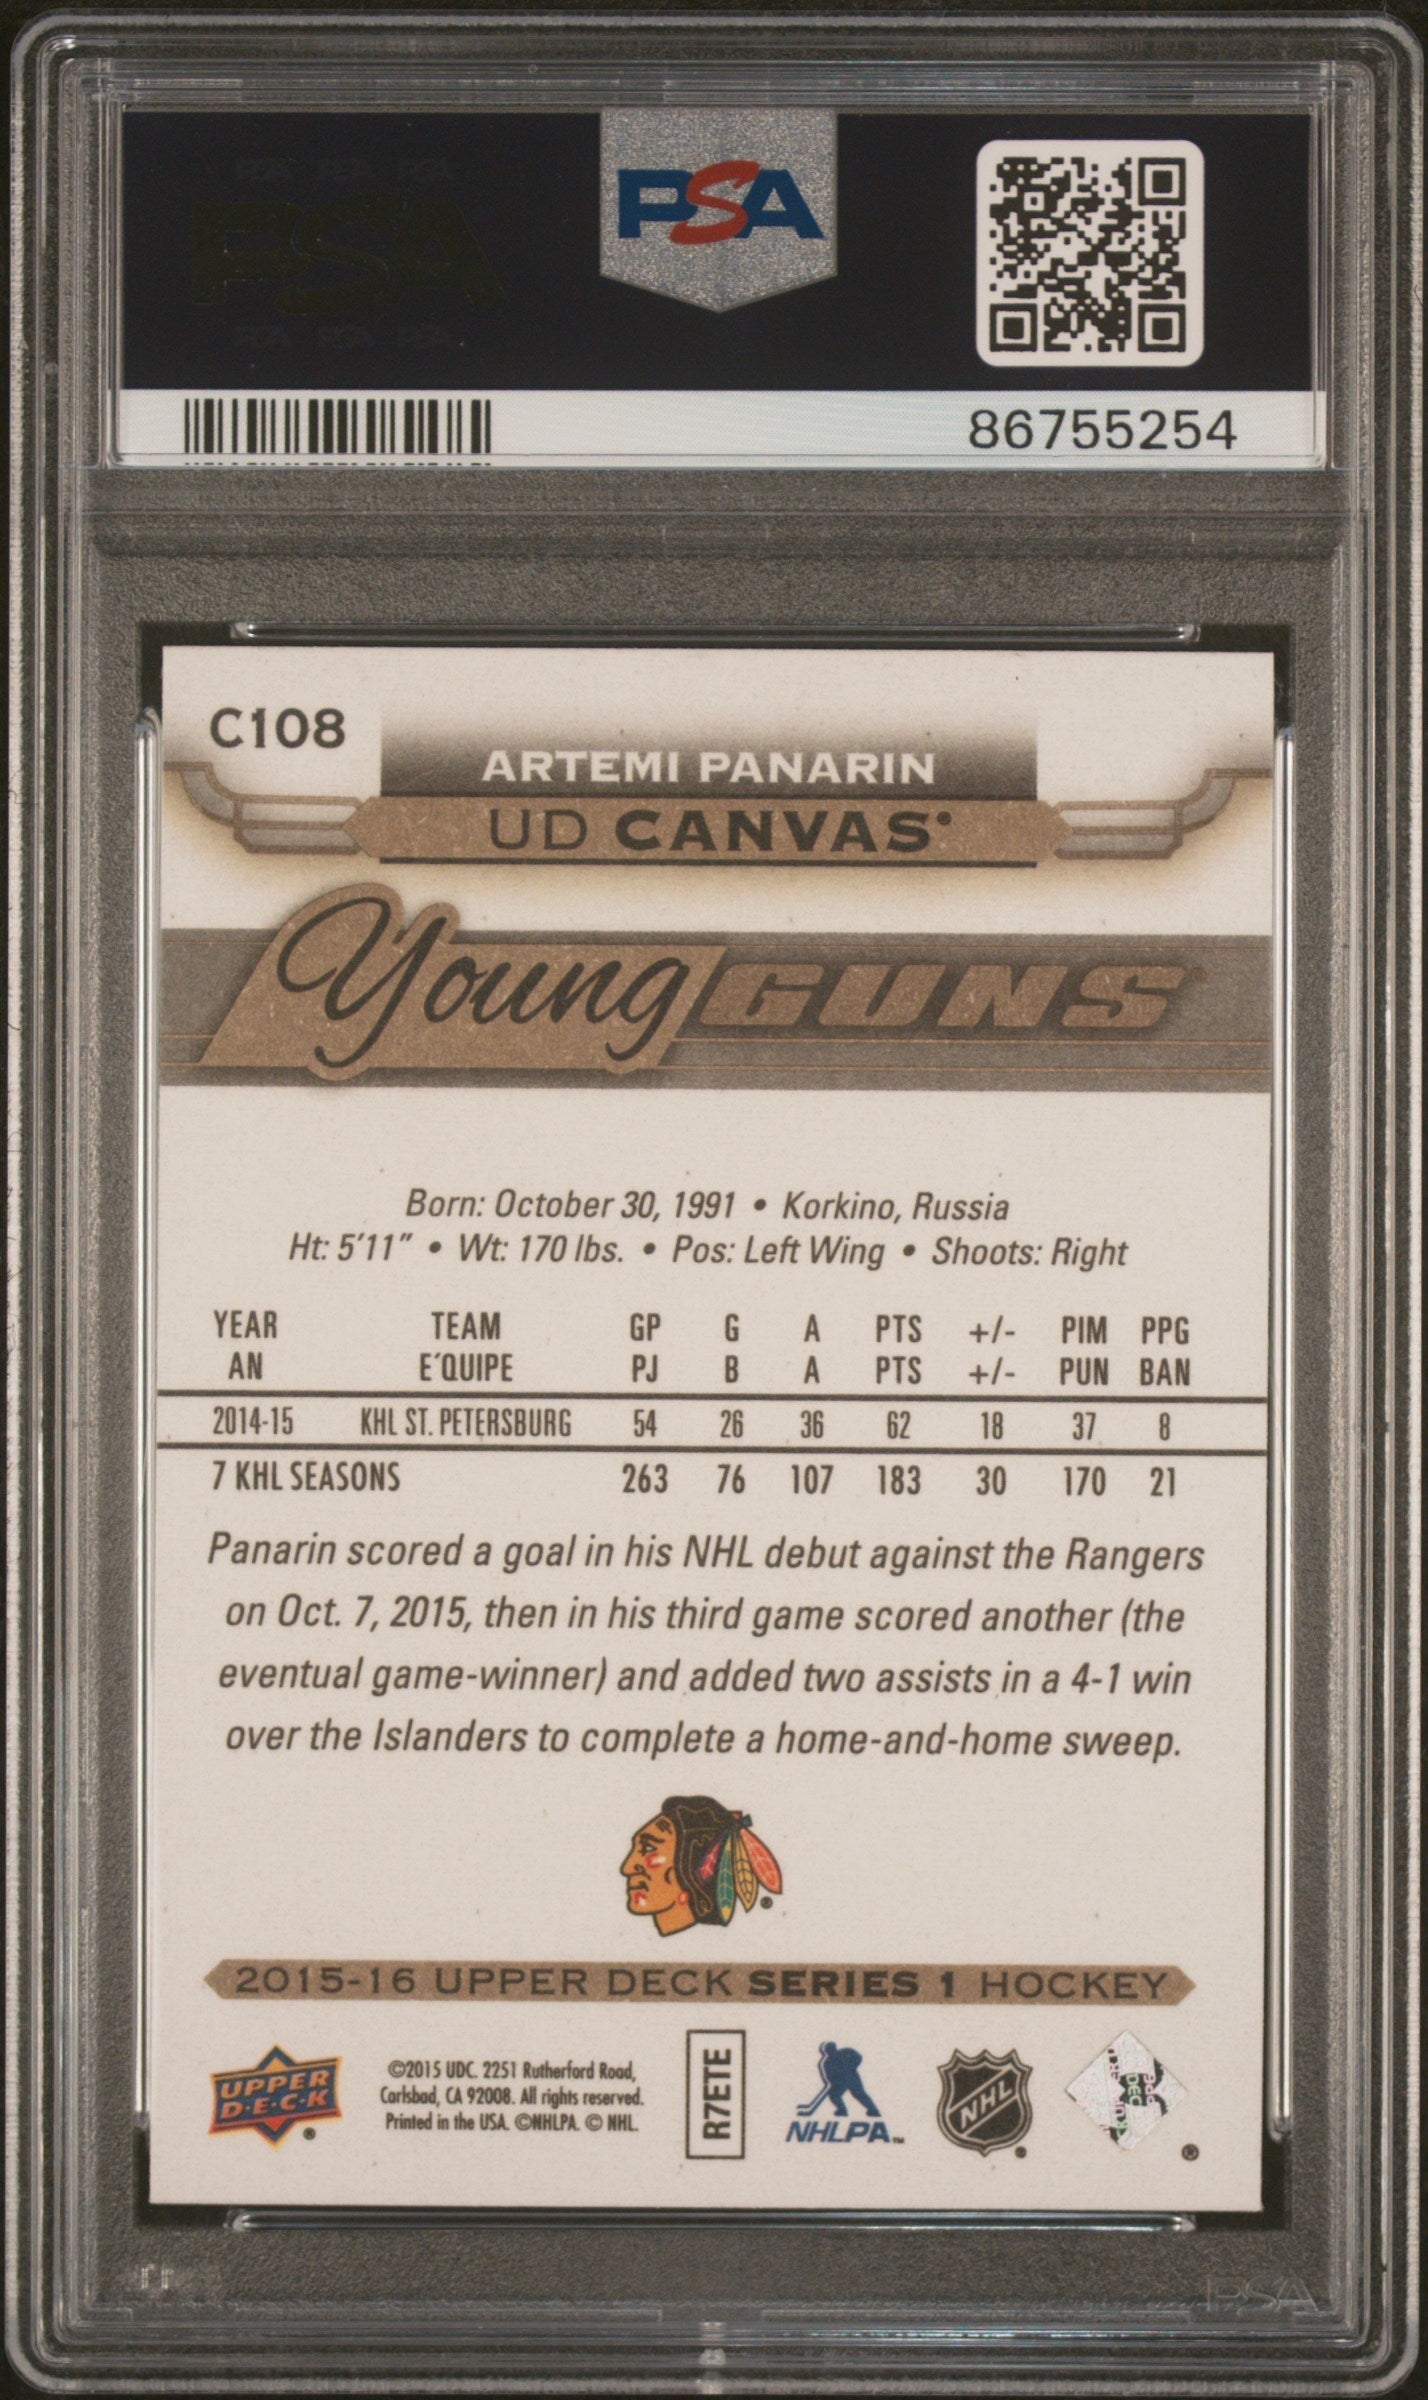 PSA
86755254
C108
ARTEMI PANARIN
UD CANVAS
Young GUNS®
Born: October 30, 1991 • Korkino, Russia
Ht: 5'11" • Wt: 170 lbs. • Pos: Left Wing • Shoots: Right
YEAR TEAM GP G A PTS +/- PIM PPG
AN E´QUIPE PJ B A PTS +/- PUN BAN
2014-15 KHL ST. PETERSBURG 54 26 36 62 18 37 8
7 KHL SEASONS 263 76 107 183 30 170 21
Panarin scored a goal in his NHL debut against the Rangers
on Oct. 7, 2015, then in his third game scored another (the
eventual game-winner) and added two assists in a 4-1 win
over the Islanders to complete a home-and-home sweep.
2015-16 UPPER DECK SERIES 1 HOCKEY
UPPER
D·E·C·K
©2015 UDC. 2251 Rutherford Road,
Carlsbad, CA 92008. All rights reserved.
Printed in the USA. ©NHLPA. © NHL.
R7ETE
NHLPA™
NHL
®
PSA